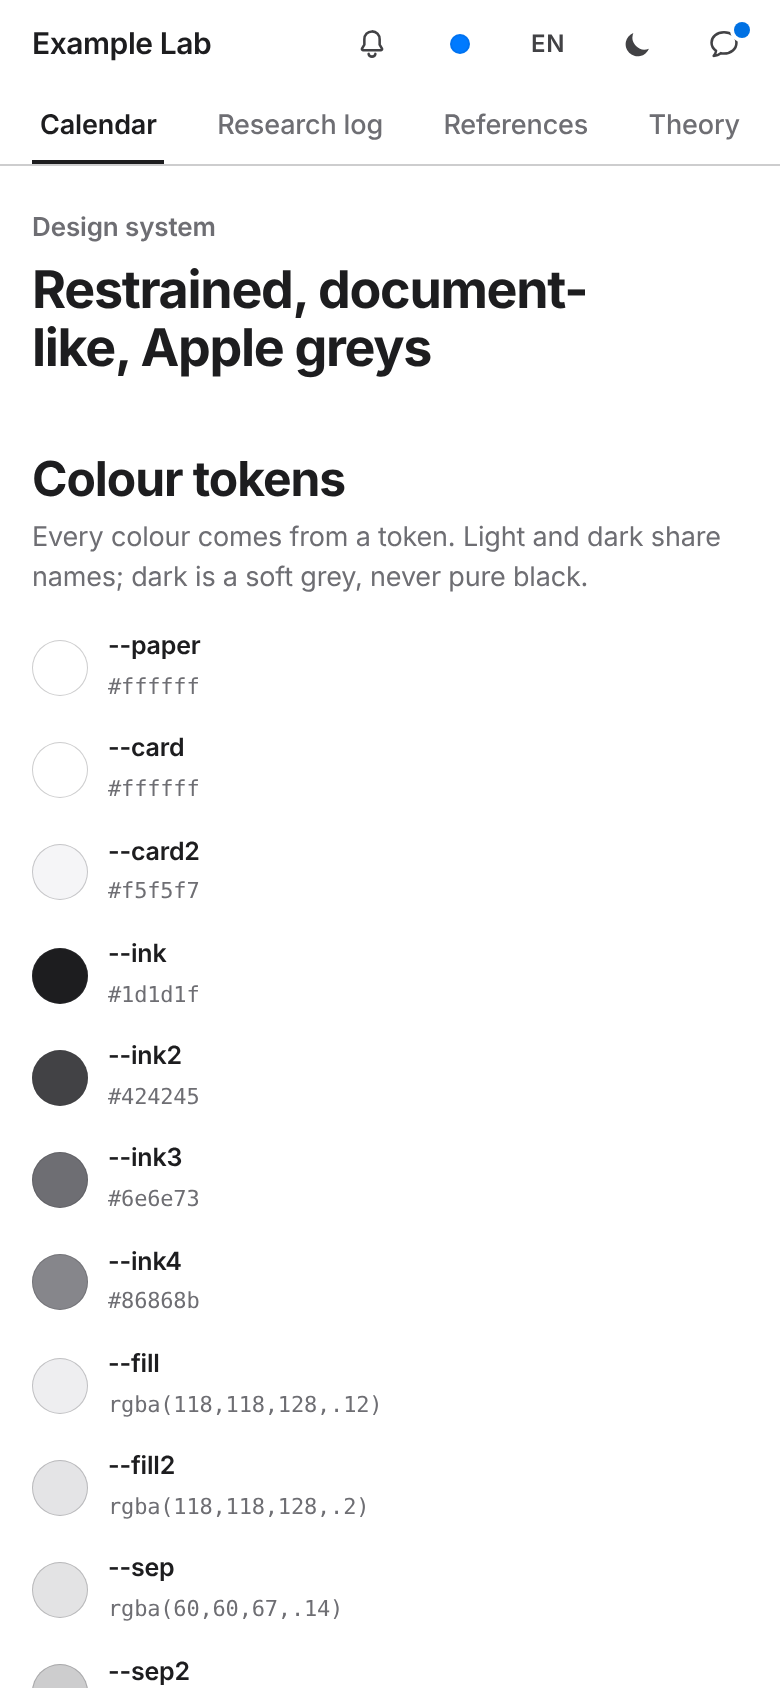 Example Lab
EN
Calendar
Research log
References
Theory
Design system
Restrained, document-
like, Apple greys
Colour tokens
Every colour comes from a token. Light and dark share
names; dark is a soft grey, never pure black.
--paper
#ffffff
--card
#ffffff
--card2
#f5f5f7
--ink
#1d1d1f
--ink2
#424245
--ink3
#6e6e73
--ink4
#86868b
--fill
rgba(118,118,128,.12)
--fill2
rgba(118,118,128,.2)
--sep
rgba(60,60,67,.14)
--sep2